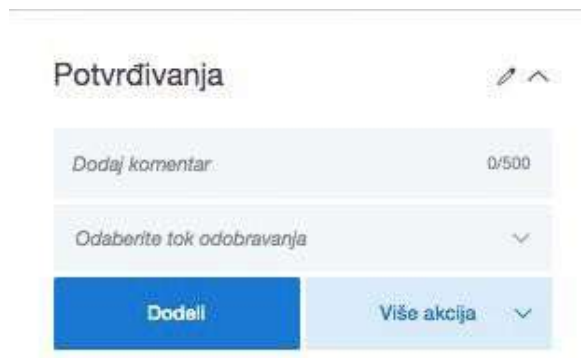 Potvrđivanja
Dodaj komentar 0/500
Odaberite tok odobravanja
Dodeli Više akcija